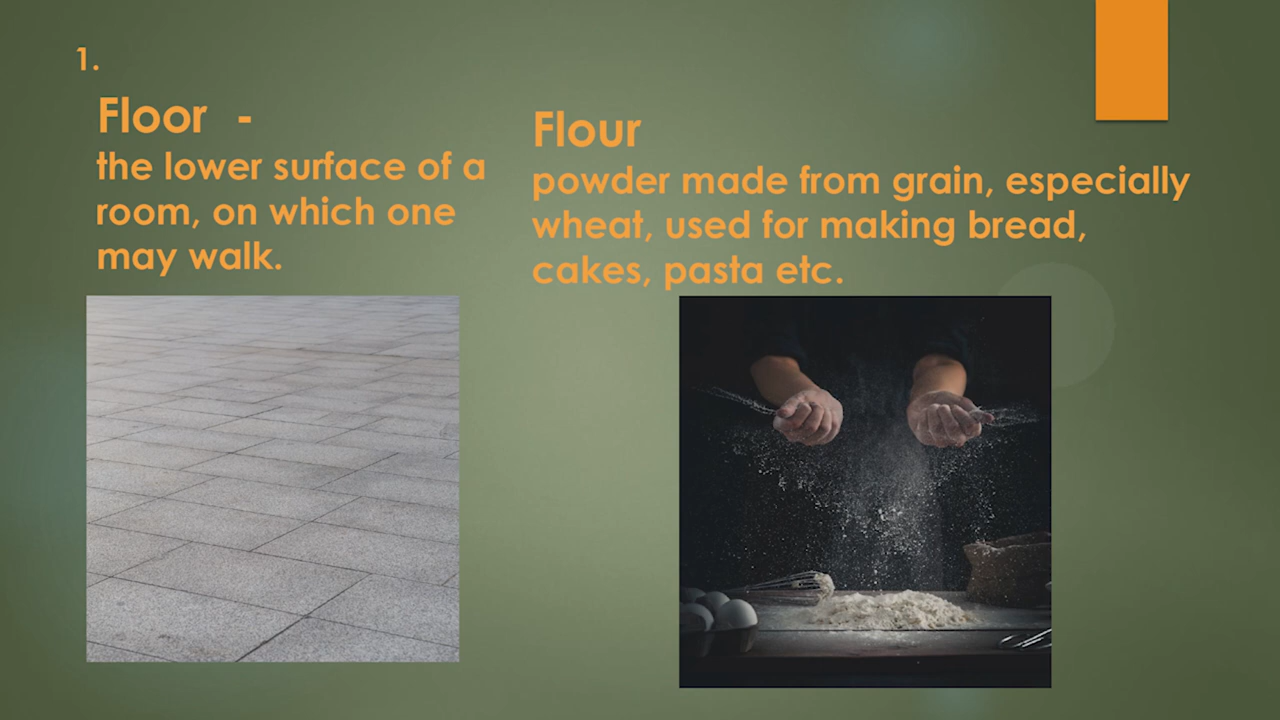 1.
Floor -
the lower surface of a
room, on which one
may walk.
Flour
powder made from grain, especially
wheat, used for making bread,
cakes, pasta etc.